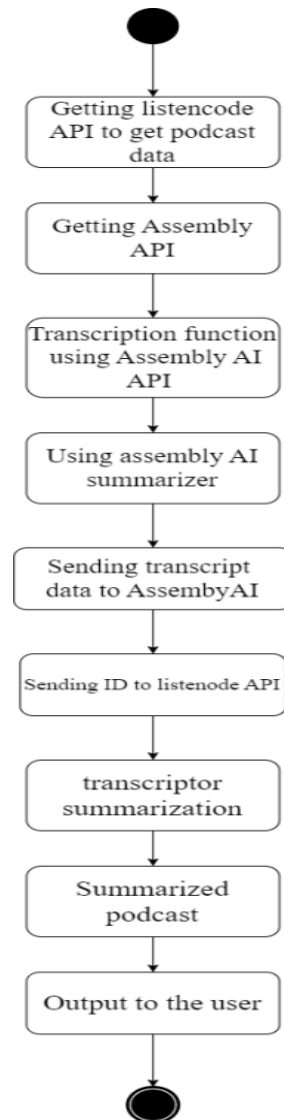 Getting listencode
API to get podcast
data
Getting Assembly
API
Transcription function
using Assembly AI
API
Using assembly AI
summarizer
Sending transcript
data to AssembyAI
Sending ID to listenode API
transcriptor
summarization
Summarized
podcast
Output to the user